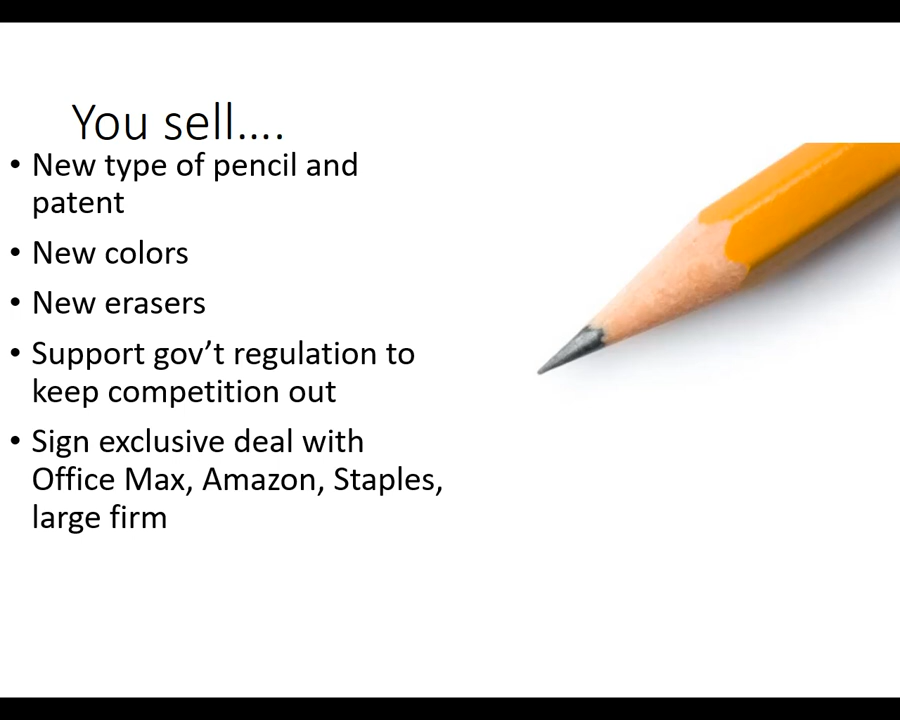 You sell….
• New type of pencil and
patent
• New colors
• New erasers
• Support gov’t regulation to
keep competition out
• Sign exclusive deal with
Office Max, Amazon, Staples,
large firm